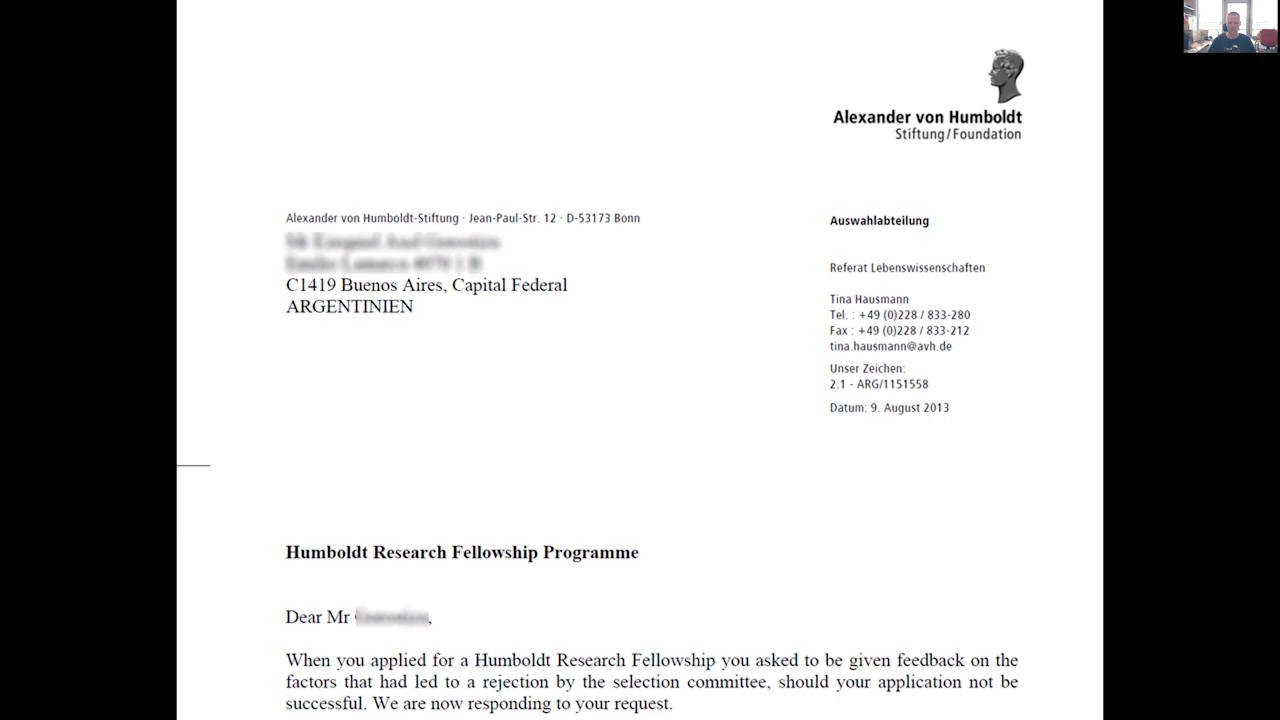 Alexander von Humboldt
Stiftung/Foundation
Alexander von Humboldt-Stiftung · Jean-Paul-Str. 12 · D-53173 Bonn
C1419 Buenos Aires, Capital Federal
ARGENTINIEN
Auswahlabteilung
Referat Lebenswissenschaften
Tina Hausmann
Tel. : +49 (0)228 / 833-280
Fax : +49 (0)228 / 833-212
tina.hausmann@avh.de
Unser Zeichen:
2.1 - ARG/1151558
Datum: 9. August 2013
Humboldt Research Fellowship Programme
Dear Mr ,
When you applied for a Humboldt Research Fellowship you asked to be given feedback on the
factors that had led to a rejection by the selection committee, should your application not be
successful. We are now responding to your request.